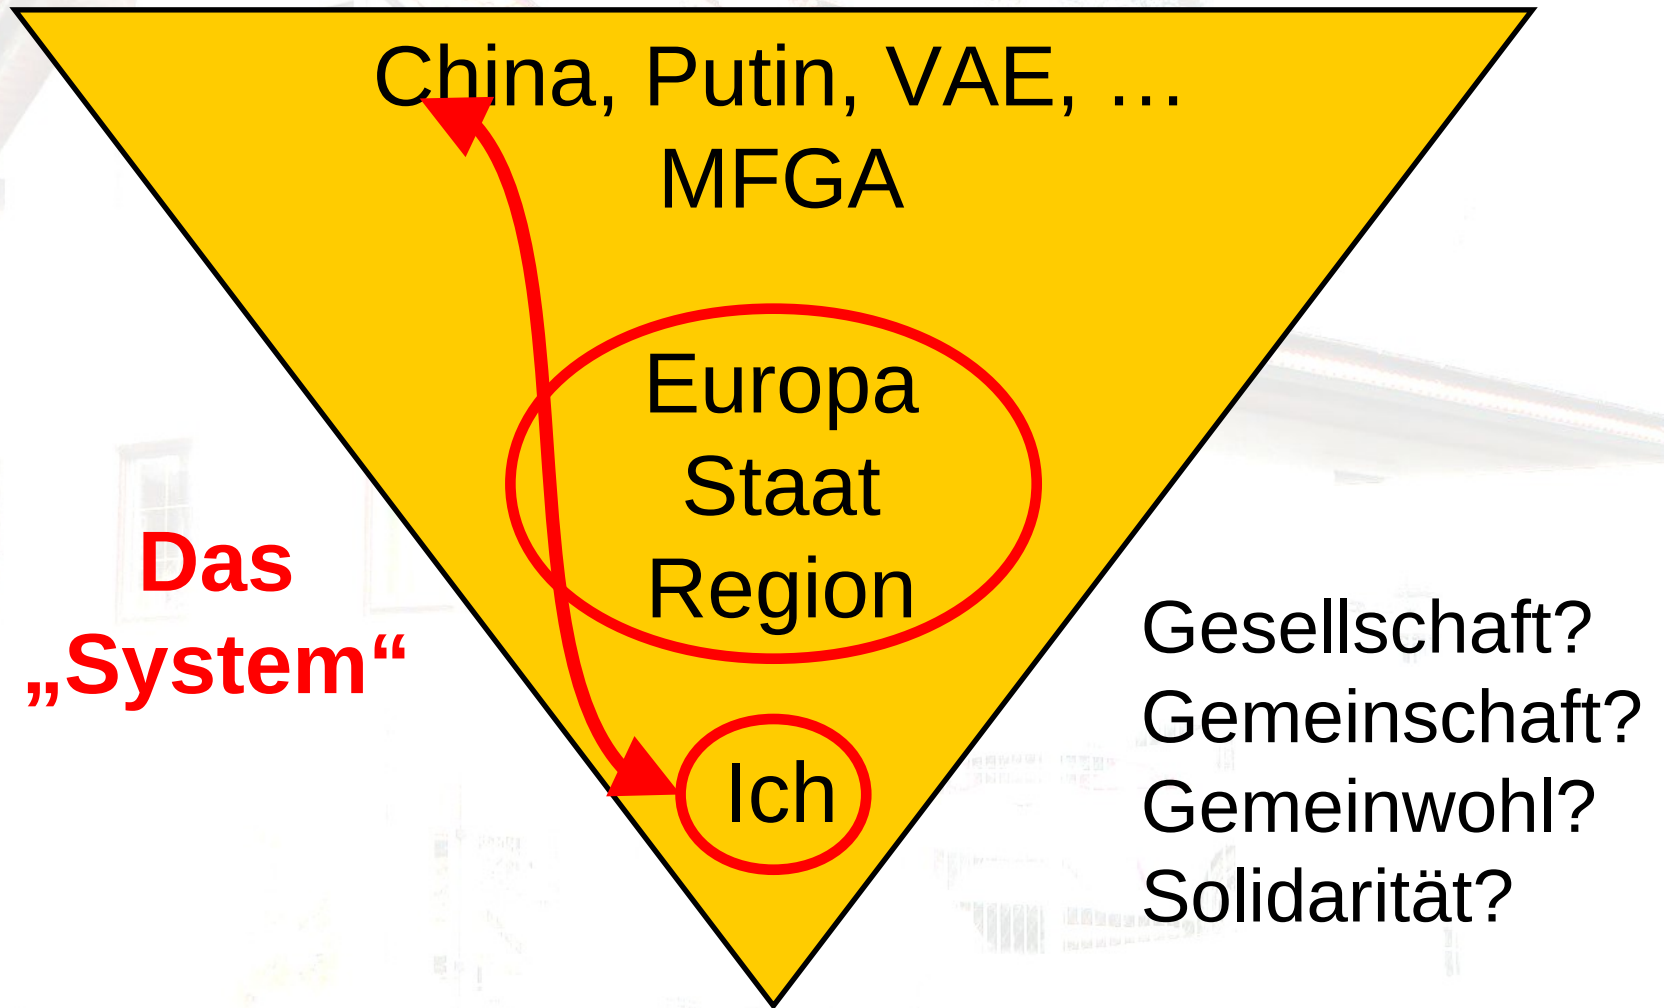 China, Putin, VAE, …
MFGA
Europa
Staat
Region
Ich
Das
„System“
Gesellschaft?
Gemeinschaft?
Gemeinwohl?
Solidarität?